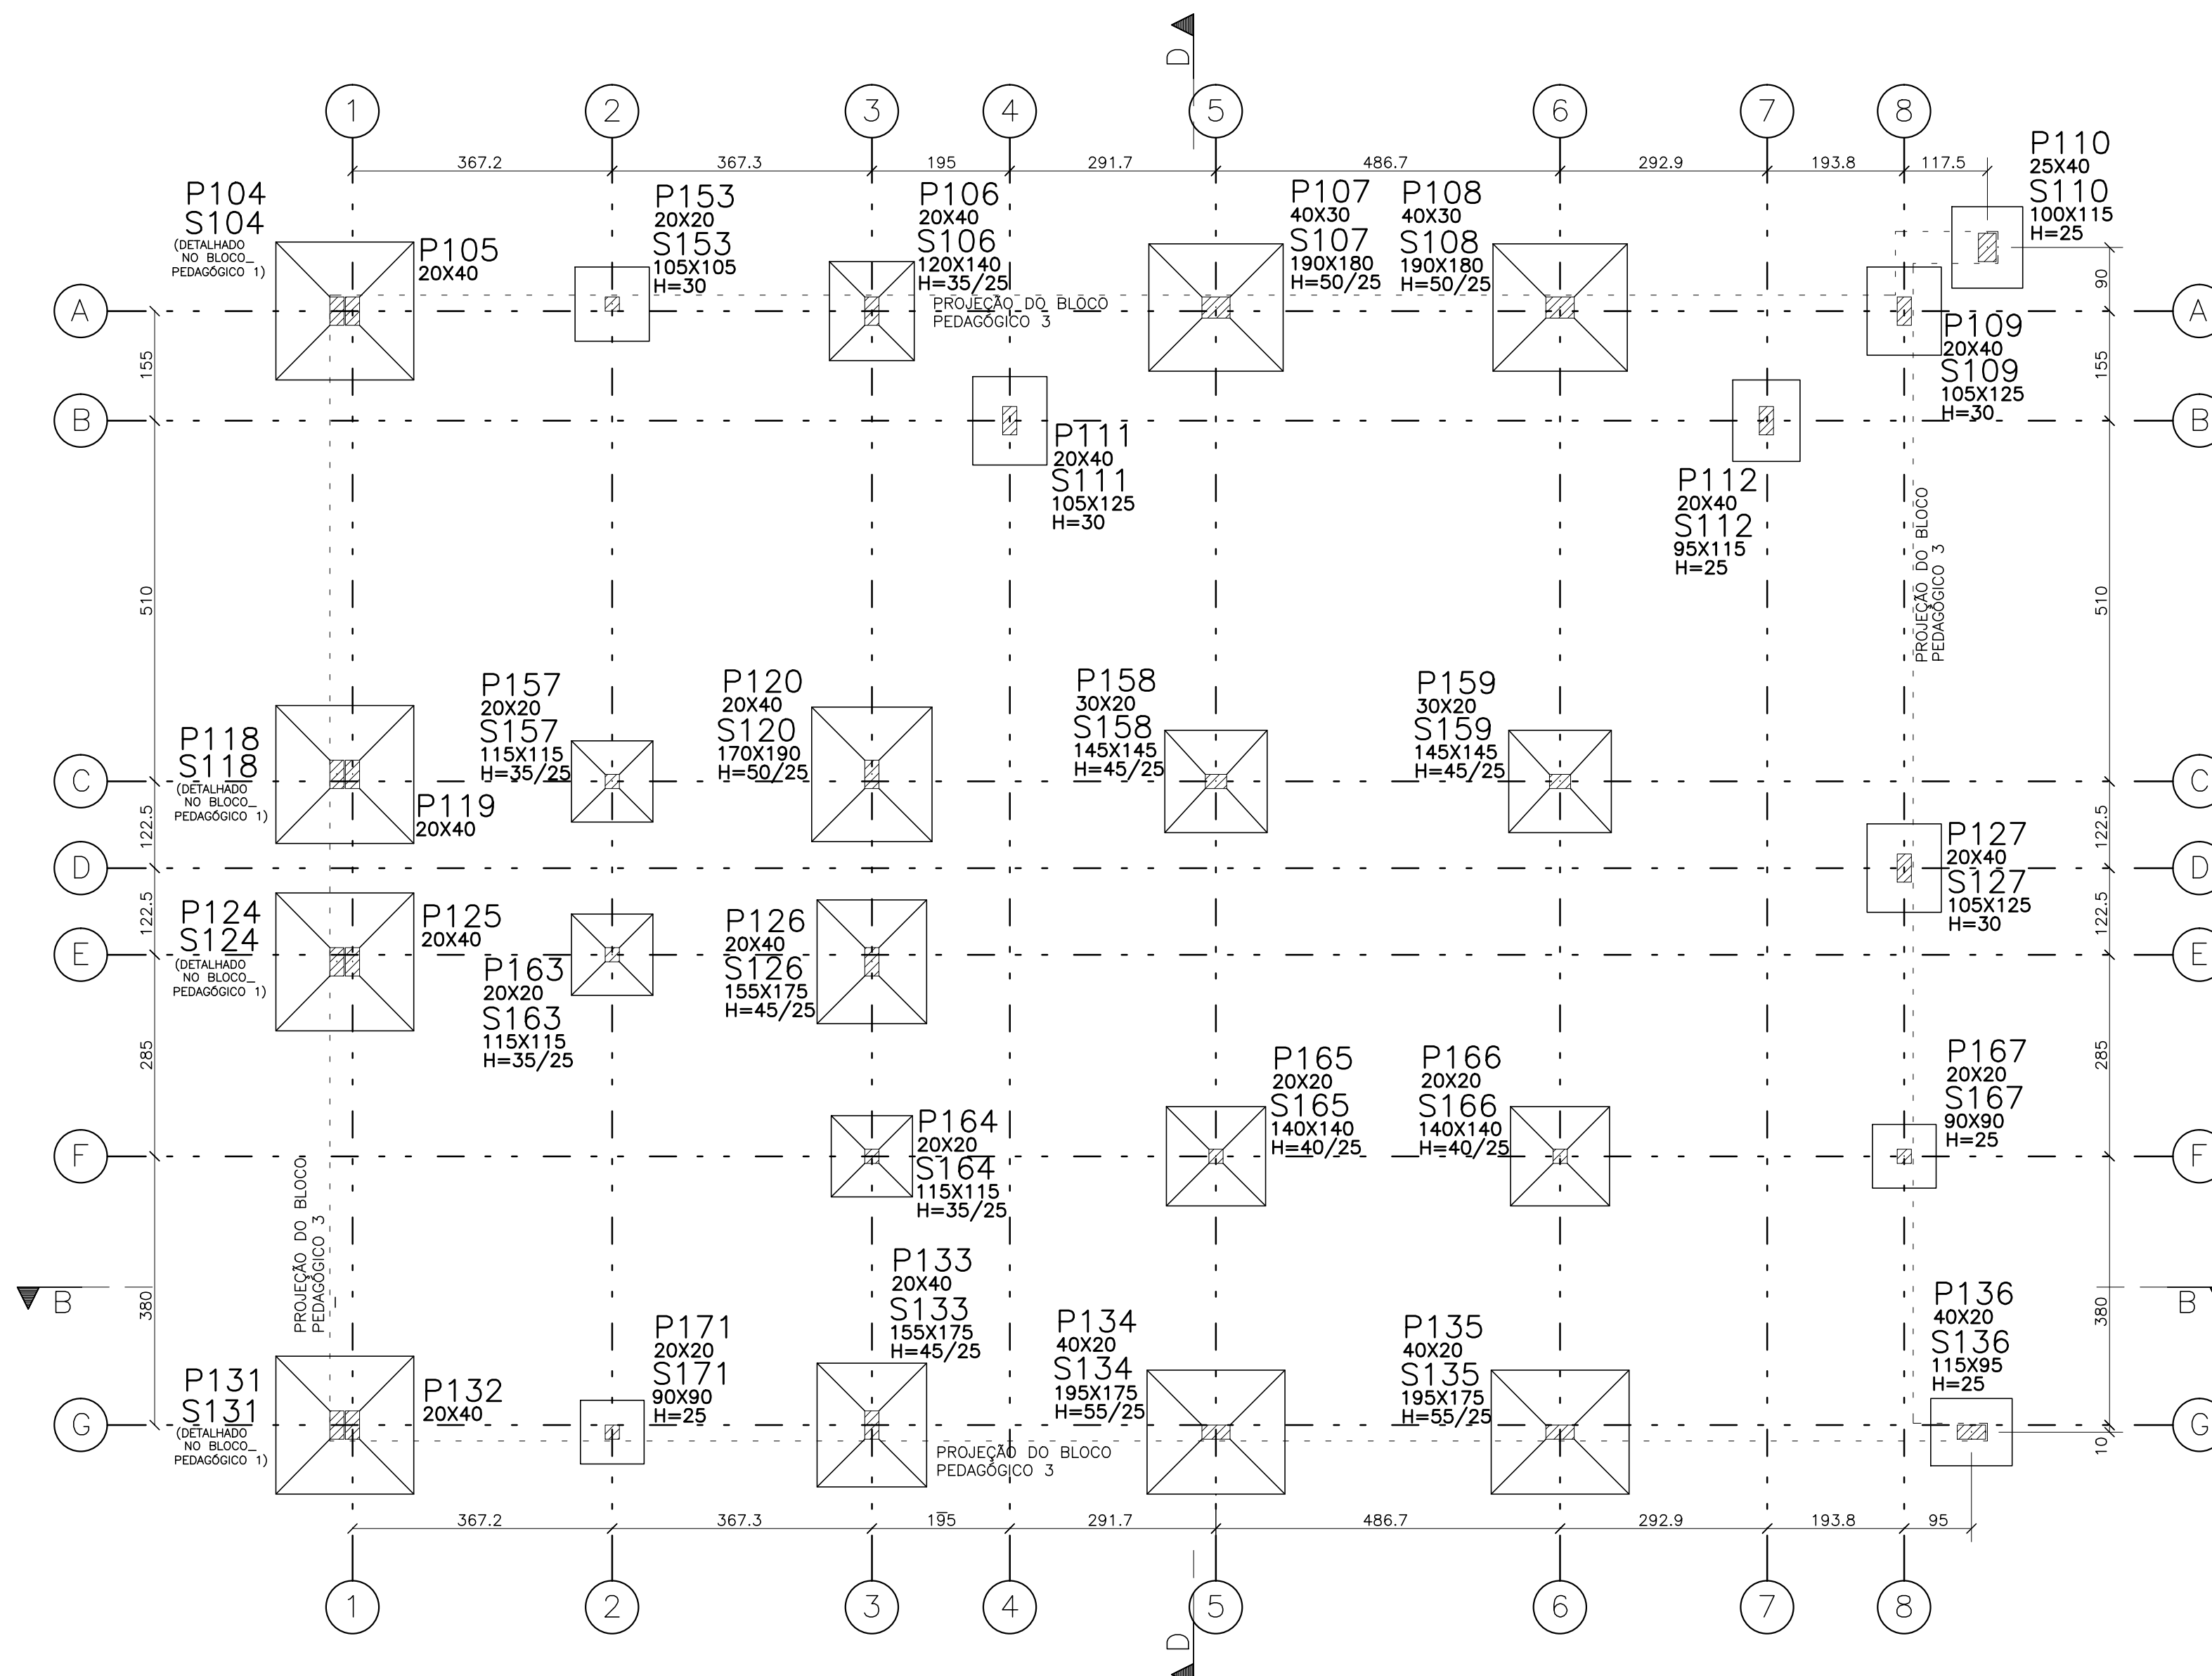 D
1 2 3 4 5 6 7 8
367.2 367.3 195 291.7 486.7 292.9 193.8 117.5
P104
S104
(DETALHADO
NO BLOCO_
PEDAGÓGICO 1)
P105
20X40
P153
20X20
S153
105X105
H=30
P106
20X40
S106
120X140
H=35/25
PROJEÇÃO DO BLOCO
PEDAGÓGICO 3
P107
40X30
S107
190X180
H=50/25
P108
40X30
S108
190X180
H=50/25
P110
25X40
S110
100X115
H=25
90
A
A
P109
20X40
S109
105X125
H=30
155
155
B
B
P111
20X40
S111
105X125
H=30
P112
20X40
S112
95X115
H=25
PROJEÇÃO DO BLOCO
PEDAGÓGICO 3
510
510
P118
S118
(DETALHADO
NO BLOCO_
PEDAGÓGICO 1)
P119
20X40
P157
20X20
S157
115X115
H=35/25
P120
20X40
S120
170X190
H=50/25
P158
30X20
S158
145X145
H=45/25
P159
30X20
S159
145X145
H=45/25
C
C
122.5
122.5
D
D
P127
20X40
S127
105X125
H=30
122.5
122.5
P124
S124
(DETALHADO
NO BLOCO_
PEDAGÓGICO 1)
P125
20X40
P163
20X20
S163
115X115
H=35/25
P126
20X40
S126
155X175
H=45/25
E
E
285
285
P164
20X20
S164
115X115
H=35/25
P165
20X20
S165
140X140
H=40/25
P166
20X20
S166
140X140
H=40/25
P167
20X20
S167
90X90
H=25
F
F
PROJEÇÃO DO BLOCO
PEDAGÓGICO 3
B
B
380
380
P131
S131
(DETALHADO
NO BLOCO_
PEDAGÓGICO 1)
P132
20X40
P171
20X20
S171
90X90
H=25
P133
20X40
S133
155X175
H=45/25
P134
40X20
S134
195X175
H=55/25
P135
40X20
S135
195X175
H=55/25
P136
40X20
S136
115X95
H=25
G
G
10
PROJEÇÃO DO BLOCO
PEDAGÓGICO 3
367.2 367.3 195 291.7 486.7 292.9 193.8 95
1 2 3 4 5 6 7 8
D